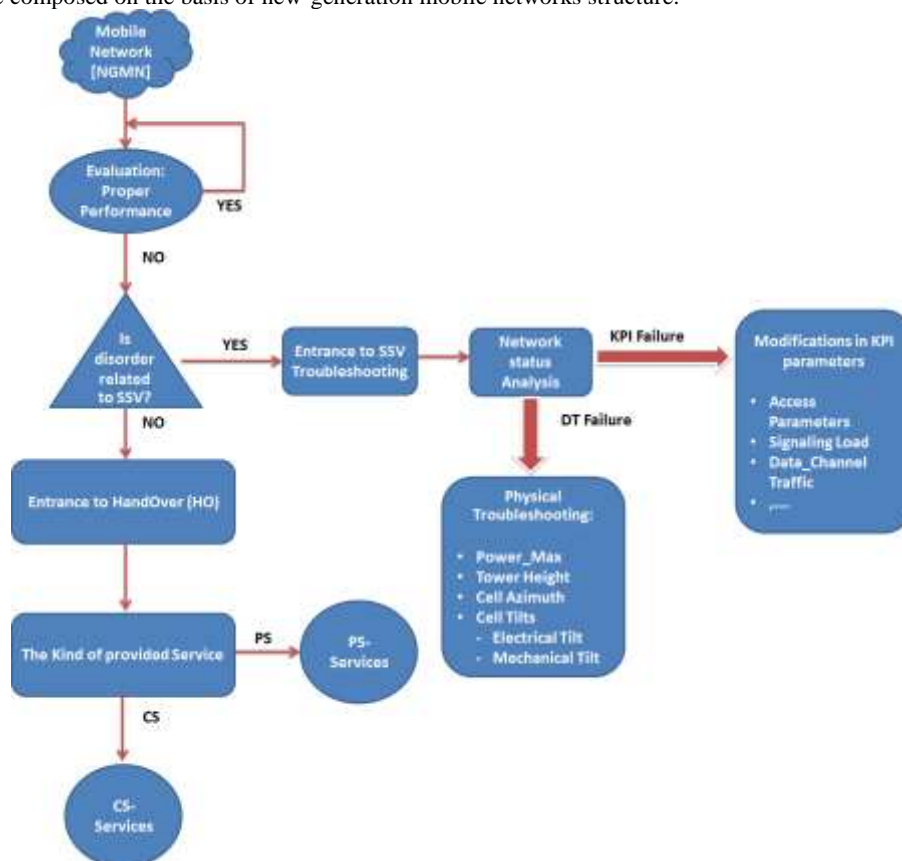 composed on the basis of new generation mobile networks structure.
Mobile
Network
[NGMN]
Evaluation:
Proper
Performance
YES
NO
Is
disorder
related
to SSV?
YES
NO
Entrance to SSV
Troubleshooting
Network
status
Analysis
KPI Failure
DT Failure
Modifications in KPI
parameters
• Access
Parameters
• Signaling Load
• Data_Channel
Traffic
• ,....
Physical
Troubleshooting:
• Power_Max
• Tower Height
• Cell Azimuth
• Cell Tilts
- Electrical Tilt
- Mechanical Tilt
Entrance to HandOver (HO)
The Kind of provided Service
PS
PS-
Services
CS
CS-
Services